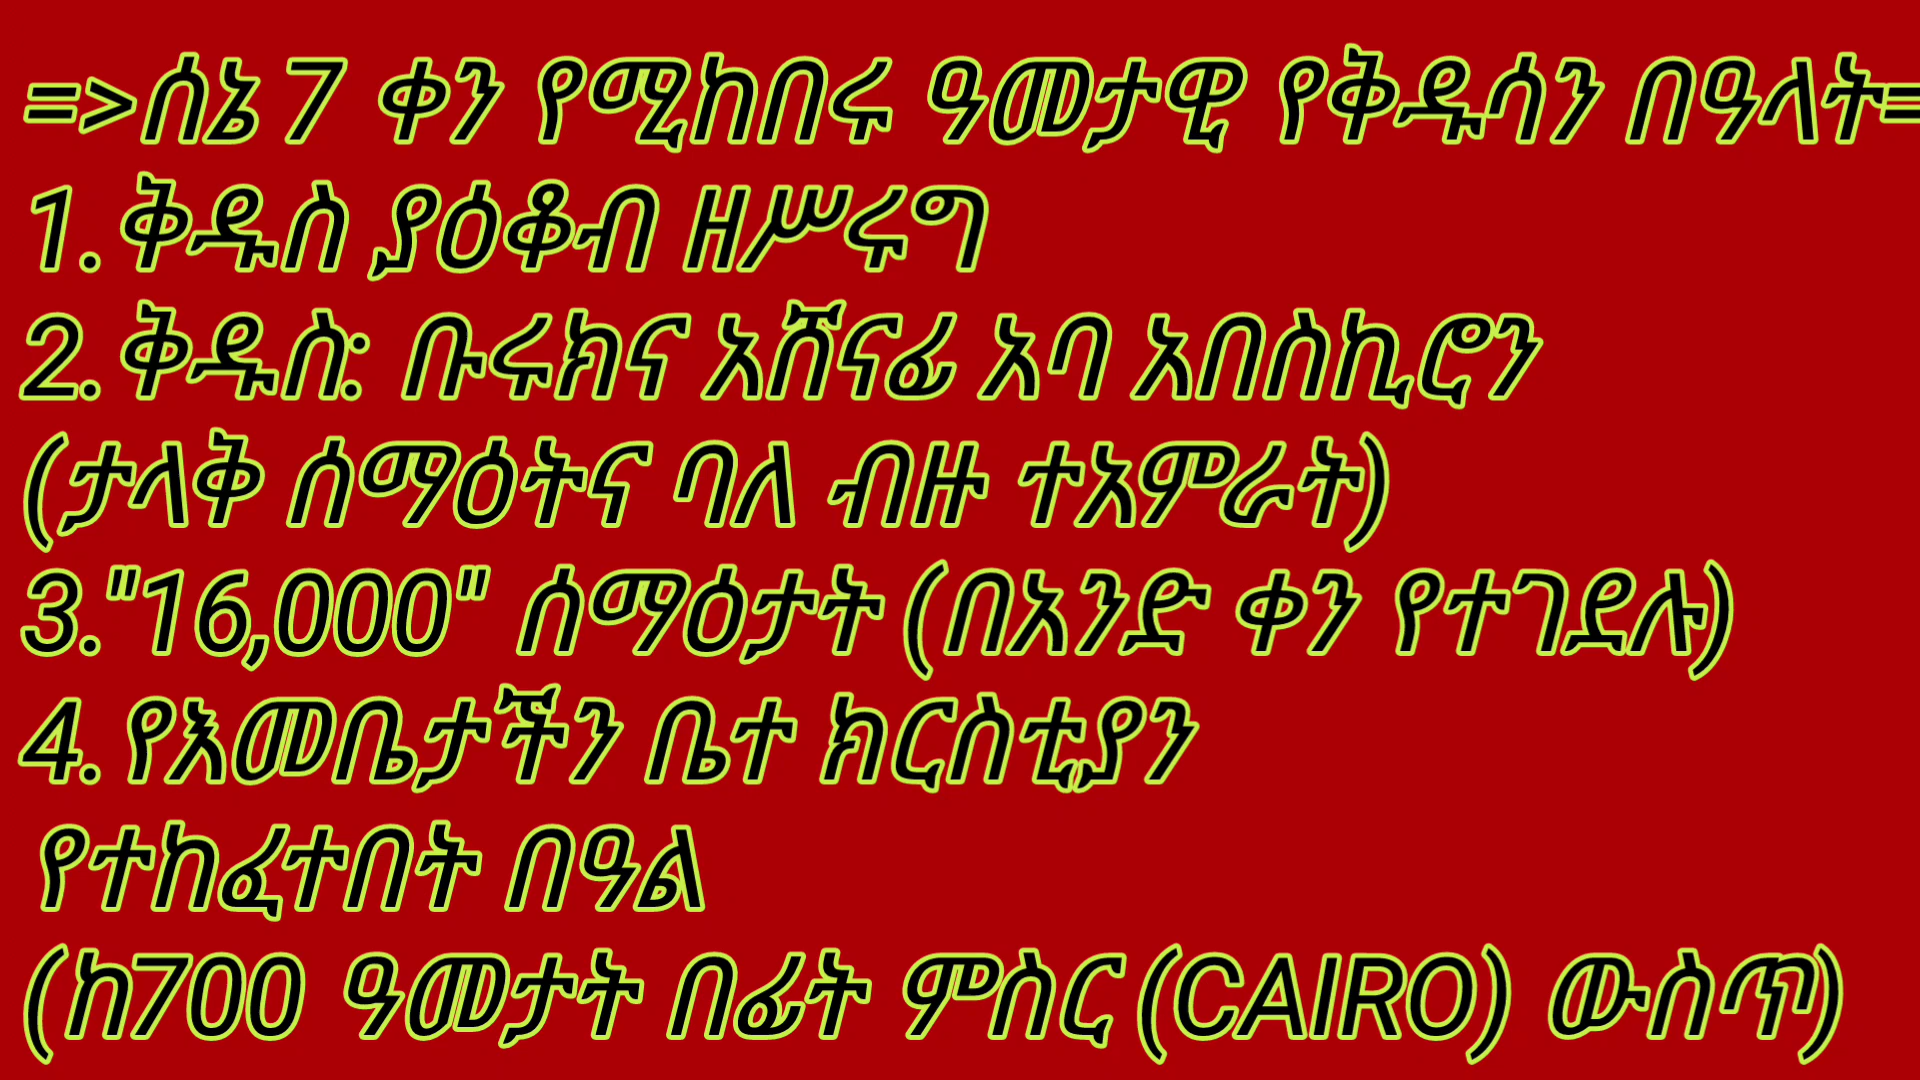 =>ሰኔ 7 ቀን የሚከበሩ ዓመታዊ የቅዱሳን በዓላት=
1. ቅዱስ ያዕቆብ ዘሥሩግ
2. ቅዱስ: ቡሩክና አሸናፊ አባ አበስኪሮን
(ታላቅ ሰማዕትና ባለ ብዙ ተአምራት)
3."16,000" ሰማዕታት (በአንድ ቀን የተገደሉ)
4. የእመቤታችን ቤተ ክርስቲያን
የተከፈተበት በዓል
(ከ700 ዓመታት በፊት ምስር (CAIRO) ውስጥ)